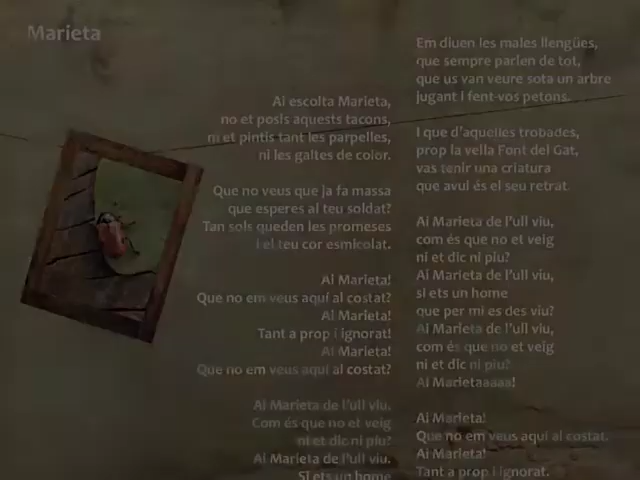 Marieta
Ai escolta Marieta,
no et posis aquests tacons,
ni et pintis tant les parpelles,
ni les galtes de color.
Que no veus que ja fa massa
que esperes al teu soldat?
Tan sols queden les promeses
i el teu cor esmicolat.
Ai Marieta!
Que no em veus aquí al costat?
Ai Marieta!
Tant a prop i ignorat!
Ai Marieta!
Que no em veus aquí al costat?
Ai Marieta de l'ull viu.
Com és que no et veig
ni et dic ni piu?
Ai Marieta de l'ull viu.
Si ets un home
Em diuen les males llengües,
que sempre parlen de tot,
que us van veure sota un arbre
jugant i fent-vos petons.
I que d'aquelles trobades,
prop la vella Font del Gat,
vas tenir una criatura
que avui és el seu retrat.
Ai Marieta de l'ull viu,
com és que no et veig
ni et dic ni piu?
Ai Marieta de l'ull viu,
si ets un home
que per mi es des viu?
Ai Marieta de l'ull viu,
com és que no et veig
ni et dic ni piu?
Ai Marietaaaaa!
Ai Marieta!
Que no em veus aquí al costat.
Ai Marieta!
Tant a prop i ignorat.